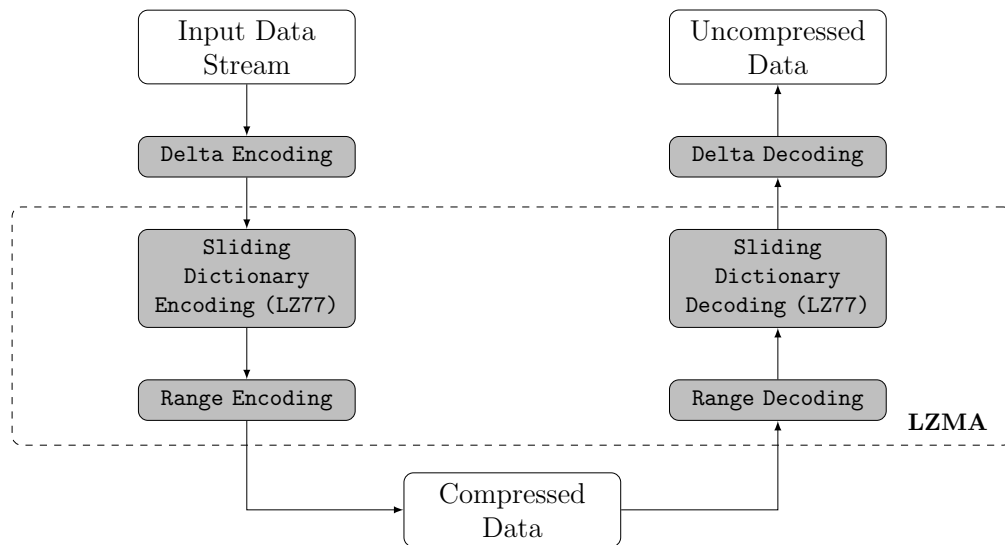 Input Data
Stream
Uncompressed
Data
Delta Encoding
Delta Decoding
Sliding
Dictionary
Encoding (LZ77)
Sliding
Dictionary
Decoding (LZ77)
Range Encoding
Range Decoding
LZMA
Compressed
Data